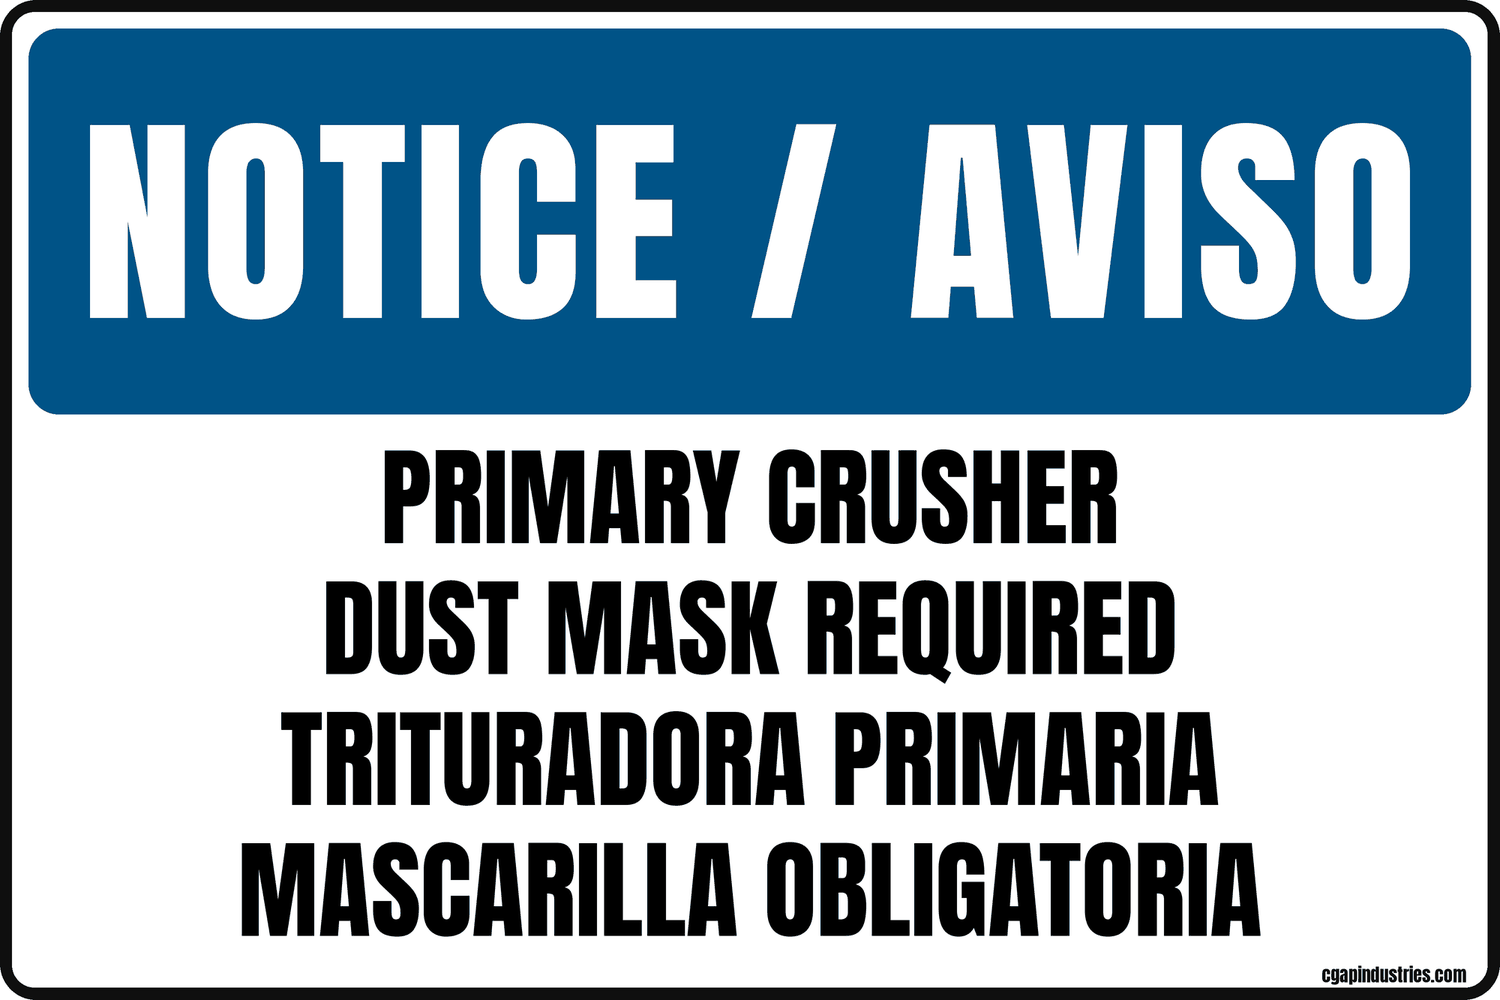 NOTICE / AVISO
PRIMARY CRUSHER
DUST MASK REQUIRED
TRITURADORA PRIMARIA
MASCARILLA OBLIGATORIA
cgapindustries.com